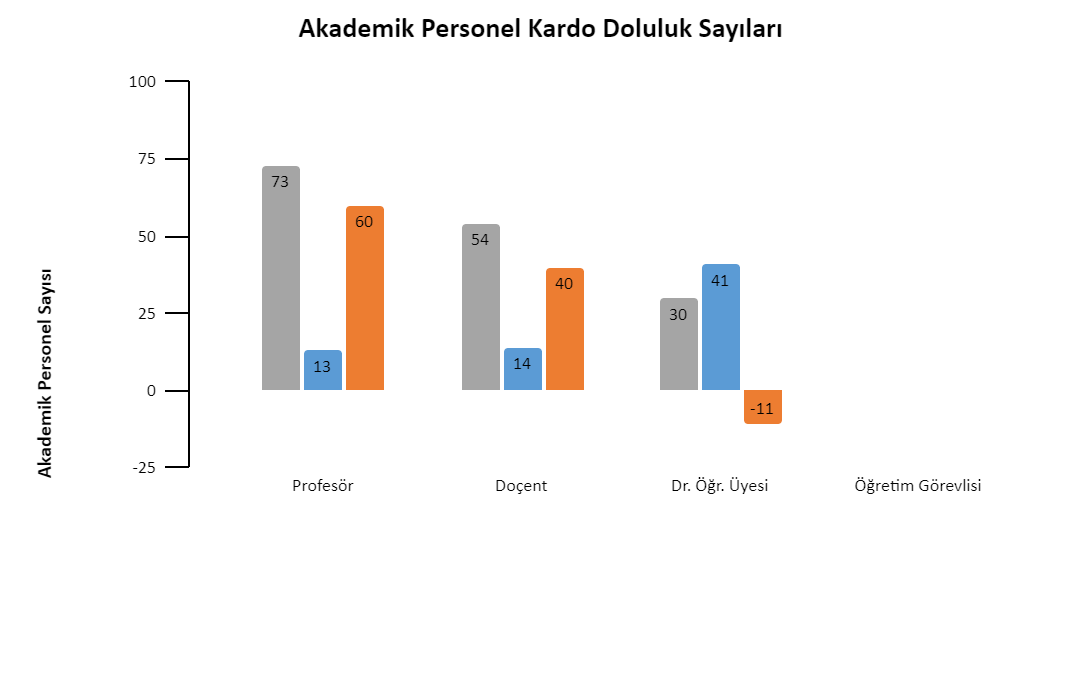 Akademik Personel Kardo Doluluk Sayıları
Akademik Personel Sayısı
100
75
50
25
0
-25
73
13
60
54
14
40
30
41
-11
Profesör
Doçent
Dr. Öğr. Üyesi
Öğretim Görevlisi